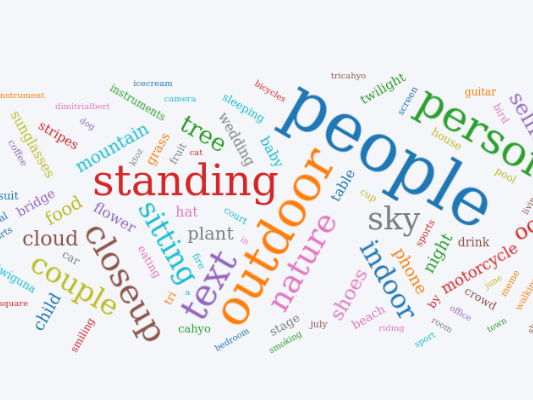 tricahyo
icecream
bicycles
twilight
instrument
instruments
camera
screen
guitar
dimitrialbert
sleeping
people
person
selfi
bird
sunglasses
dog
stripes
tree
wedding
house
coffee
mountain
grass
fruit
cat
baby
pool
ktoz
standing
outdoor
table
suit
bridge
food
flower
sitting
hat
court
cup
sky
living
cloud
closeup
plant
in
nature
sports
drink
night
car
eating
fire
text
indoor
phone
motorcycle
wiguna
couple
tri
a
shoes
by
crowd
june
meme
walking
square
child
cahyo
stage
july
beach
riding
room
office
town
smiling
bedroom
smoking
sport